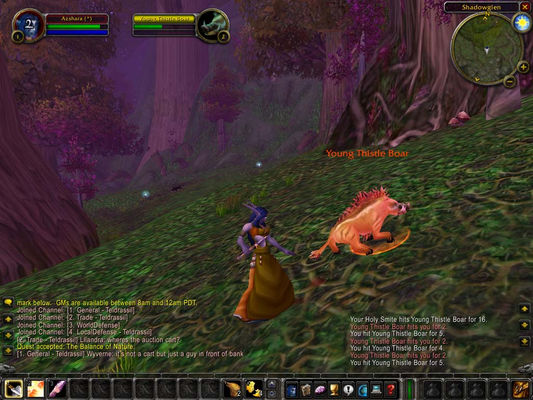 Azshara (*)
Young Thistle Boar
Shadowglen
Young Thistle Boar
mark below. GMs are available between 8am and 12am PDT.
Joined Channel: [1. General - Teldrassil]
Joined Channel: [2. Trade - Teldrassil]
Joined Channel: [3. WorldDefense]
Joined Channel: [4. LocalDefense - Teldrassil]
[2. Trade - Teldrassil] Lilandra: wheres the auction cart?
Quest accepted: The Balance of Nature
[1. General - Teldrassil] Wyverne: it's not a cart but just a guy in front of bank
Your Holy Smite hits Young Thistle Boar for 16.
Young Thistle Boar hits you for 2.
You hit Young Thistle Boar for 5.
Young Thistle Boar hits you for 2.
You hit Young Thistle Boar for 4.
Young Thistle Boar hits you for 2.
You hit Young Thistle Boar for 5.